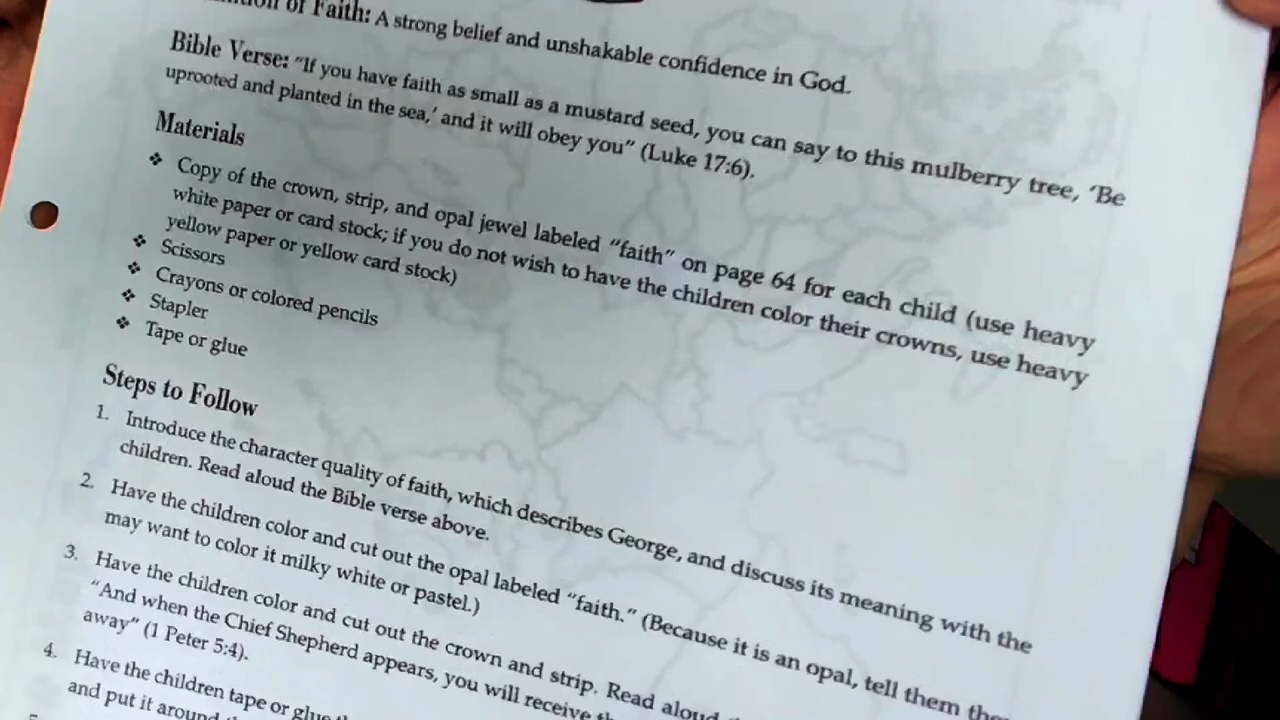 of Faith: A strong belief and unshakable confidence in God.
Bible Verse: "If you have faith as small as a mustard seed, you can say to this mulberry tree, 'Be
uprooted and planted in the sea,' and it will obey you" (Luke 17:6).
Materials
❖ Copy of the crown, strip, and opal jewel labeled "faith" on page 64 for each child (use heavy
white paper or card stock; if you do not wish to have the children color their crowns, use heavy
yellow paper or yellow card stock)
❖ Scissors
❖ Crayons or colored pencils
❖ Stapler
❖ Tape or glue
Steps to Follow
1. Introduce the character quality of faith, which describes George, and discuss its meaning with the
children. Read aloud the Bible verse above.
2. Have the children color and cut out the opal labeled "faith." (Because it is an opal, tell them
may want to color it milky white or pastel.)
3. Have the children color and cut out the crown and strip. Read aloud
"And when the Chief Shepherd appears, you will receive
away" (1 Peter 5:4).
4. Have the children tape or glue
and put it around